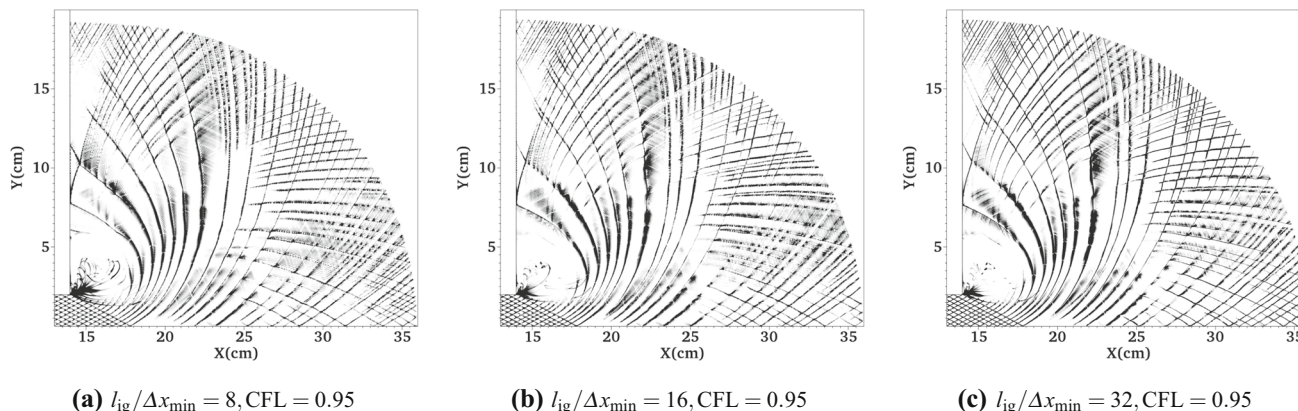 15
10
5
Y(cm)
15 20 25 30 35
X(cm)
15
10
5
Y(cm)
15 20 25 30 35
X(cm)
15
10
5
Y(cm)
15 20 25 30 35
X(cm)
(a) l_ig/Δx_min = 8, CFL = 0.95
(b) l_ig/Δx_min = 16, CFL = 0.95
(c) l_ig/Δx_min = 32, CFL = 0.95